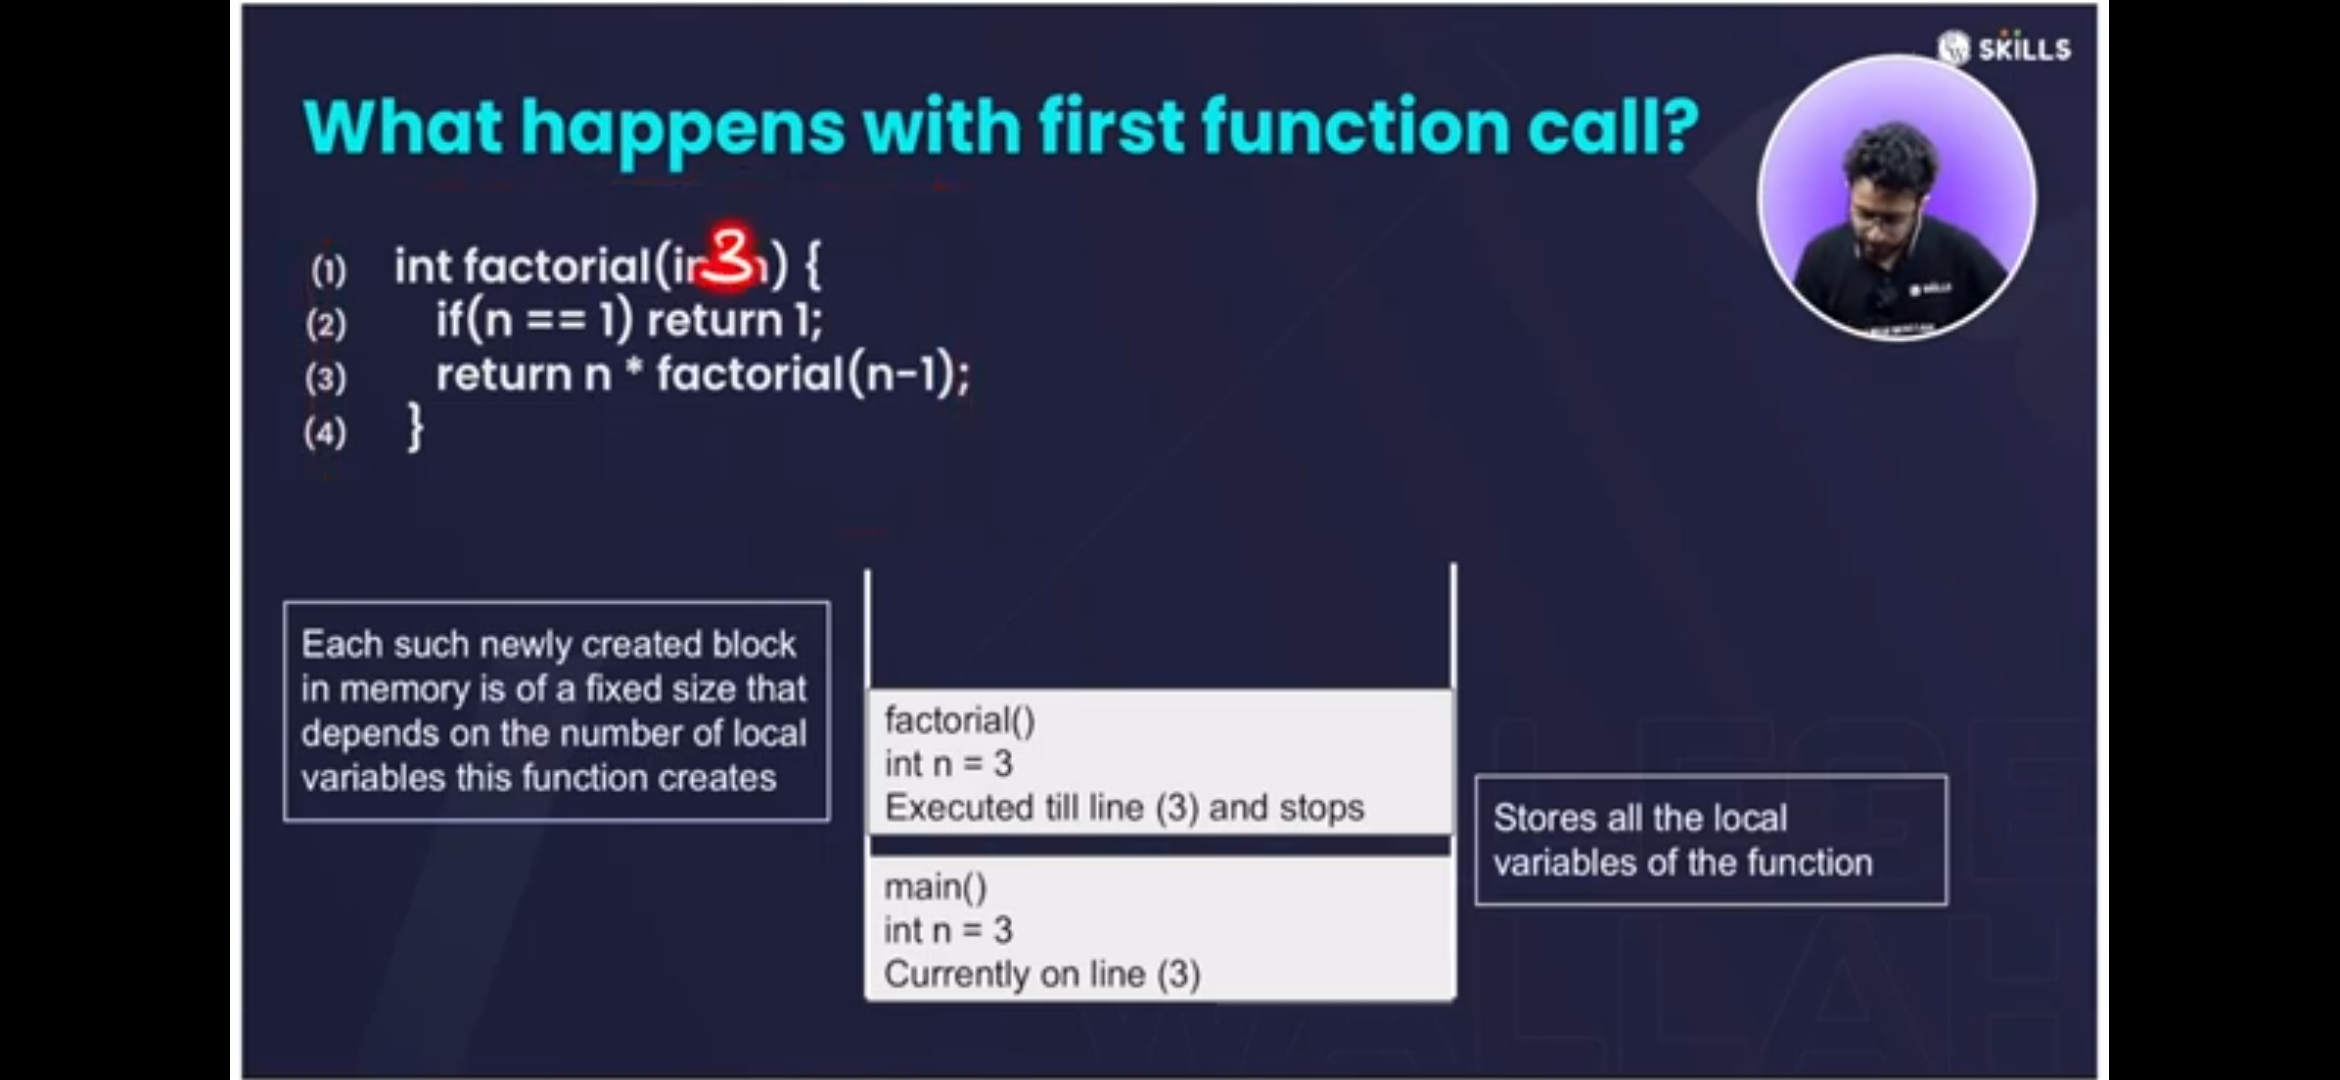 SKILLS
What happens with first function call?
(1) int factorial(in 3 n) {
(2) if(n == 1) return 1;
(3) return n * factorial(n-1);
(4) }
Each such newly created block
in memory is of a fixed size that
depends on the number of local
variables this function creates
factorial()
int n = 3
Executed till line (3) and stops
main()
int n = 3
Currently on line (3)
Stores all the local
variables of the function